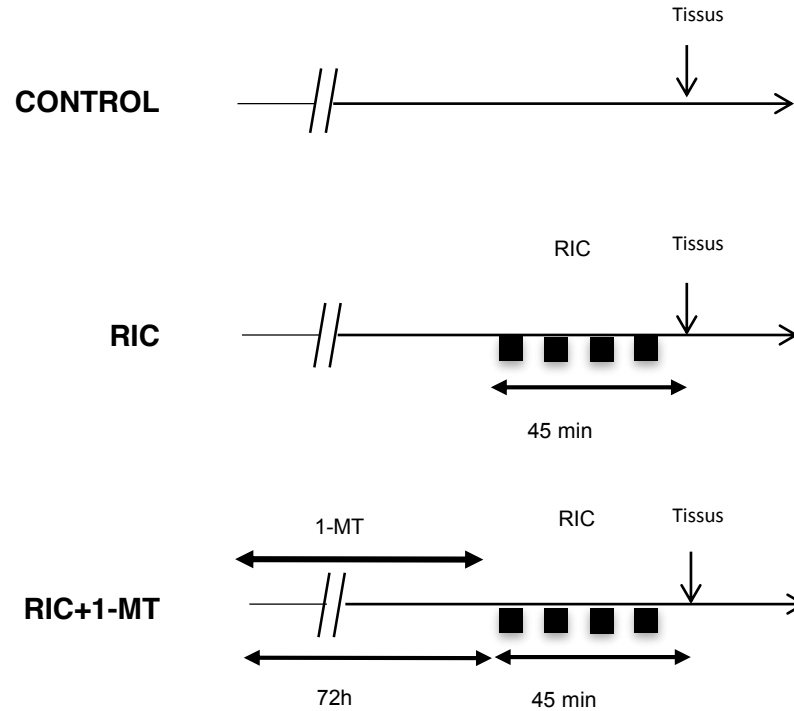 Tissus
CONTROL
RIC
Tissus
RIC
45 min
1-MT
RIC
Tissus
RIC+1-MT
72h
45 min